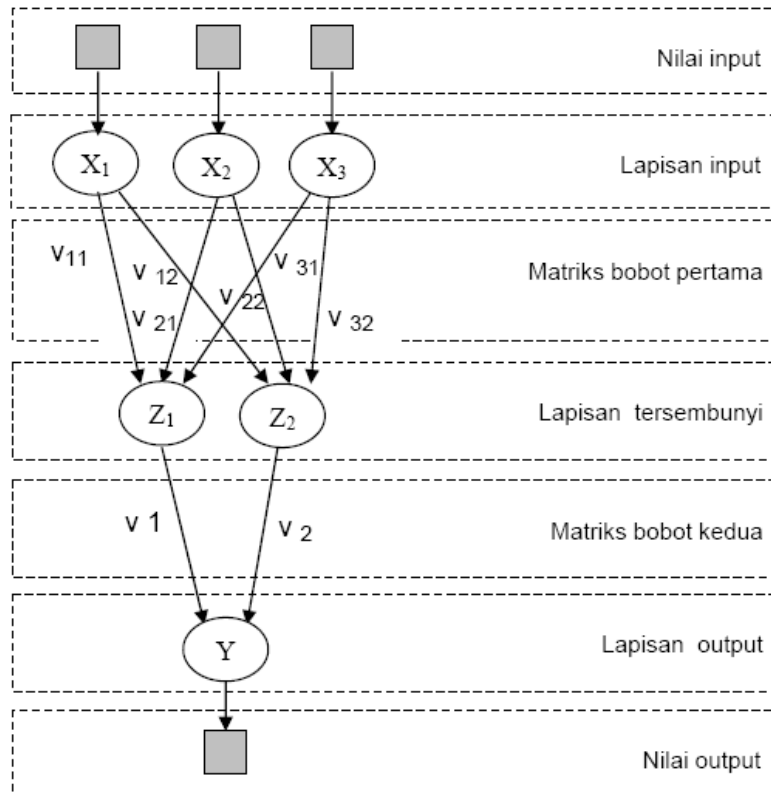 Nilai input
X₁ X₂ X₃ Lapisan input
v₁₁ v ₁₂ v ₂₁ v ₂₂ v ₃₁ v ₃₂ Matriks bobot pertama
Z₁ Z₂ Lapisan tersembunyi
v 1 v ₂ Matriks bobot kedua
Y Lapisan output
Nilai output